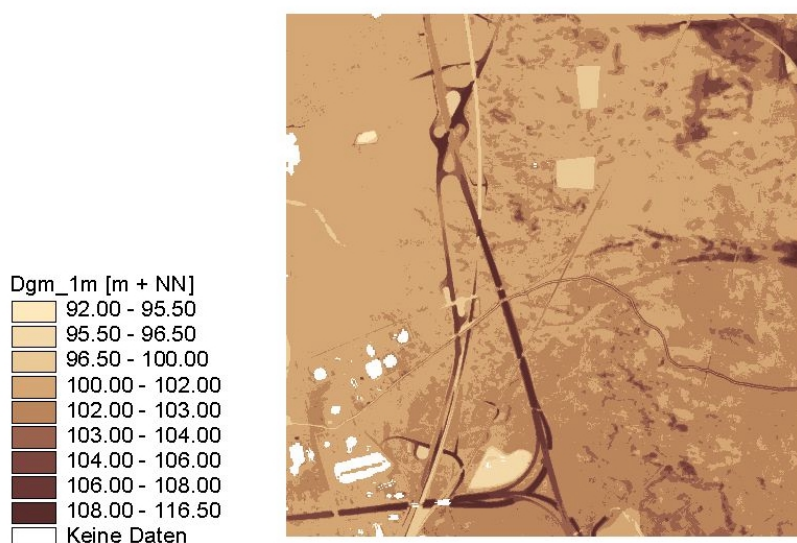 Dgm_1m [m + NN]
92.00 - 95.50
95.50 - 96.50
96.50 - 100.00
100.00 - 102.00
102.00 - 103.00
103.00 - 104.00
104.00 - 106.00
106.00 - 108.00
108.00 - 116.50
Keine Daten